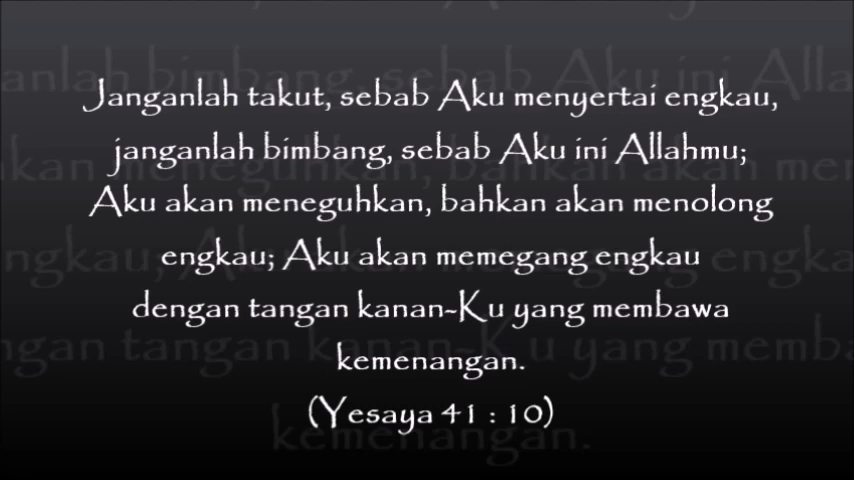 Janganlah takut, sebab Aku menyertai engkau,
janganlah bimbang, sebab Aku ini Allahmu;
Aku akan meneguhkan, bahkan akan menolong
engkau; Aku akan memegang engkau
dengan tangan kanan-Ku yang membawa
kemenangan.
(Yesaya 41 : 10)